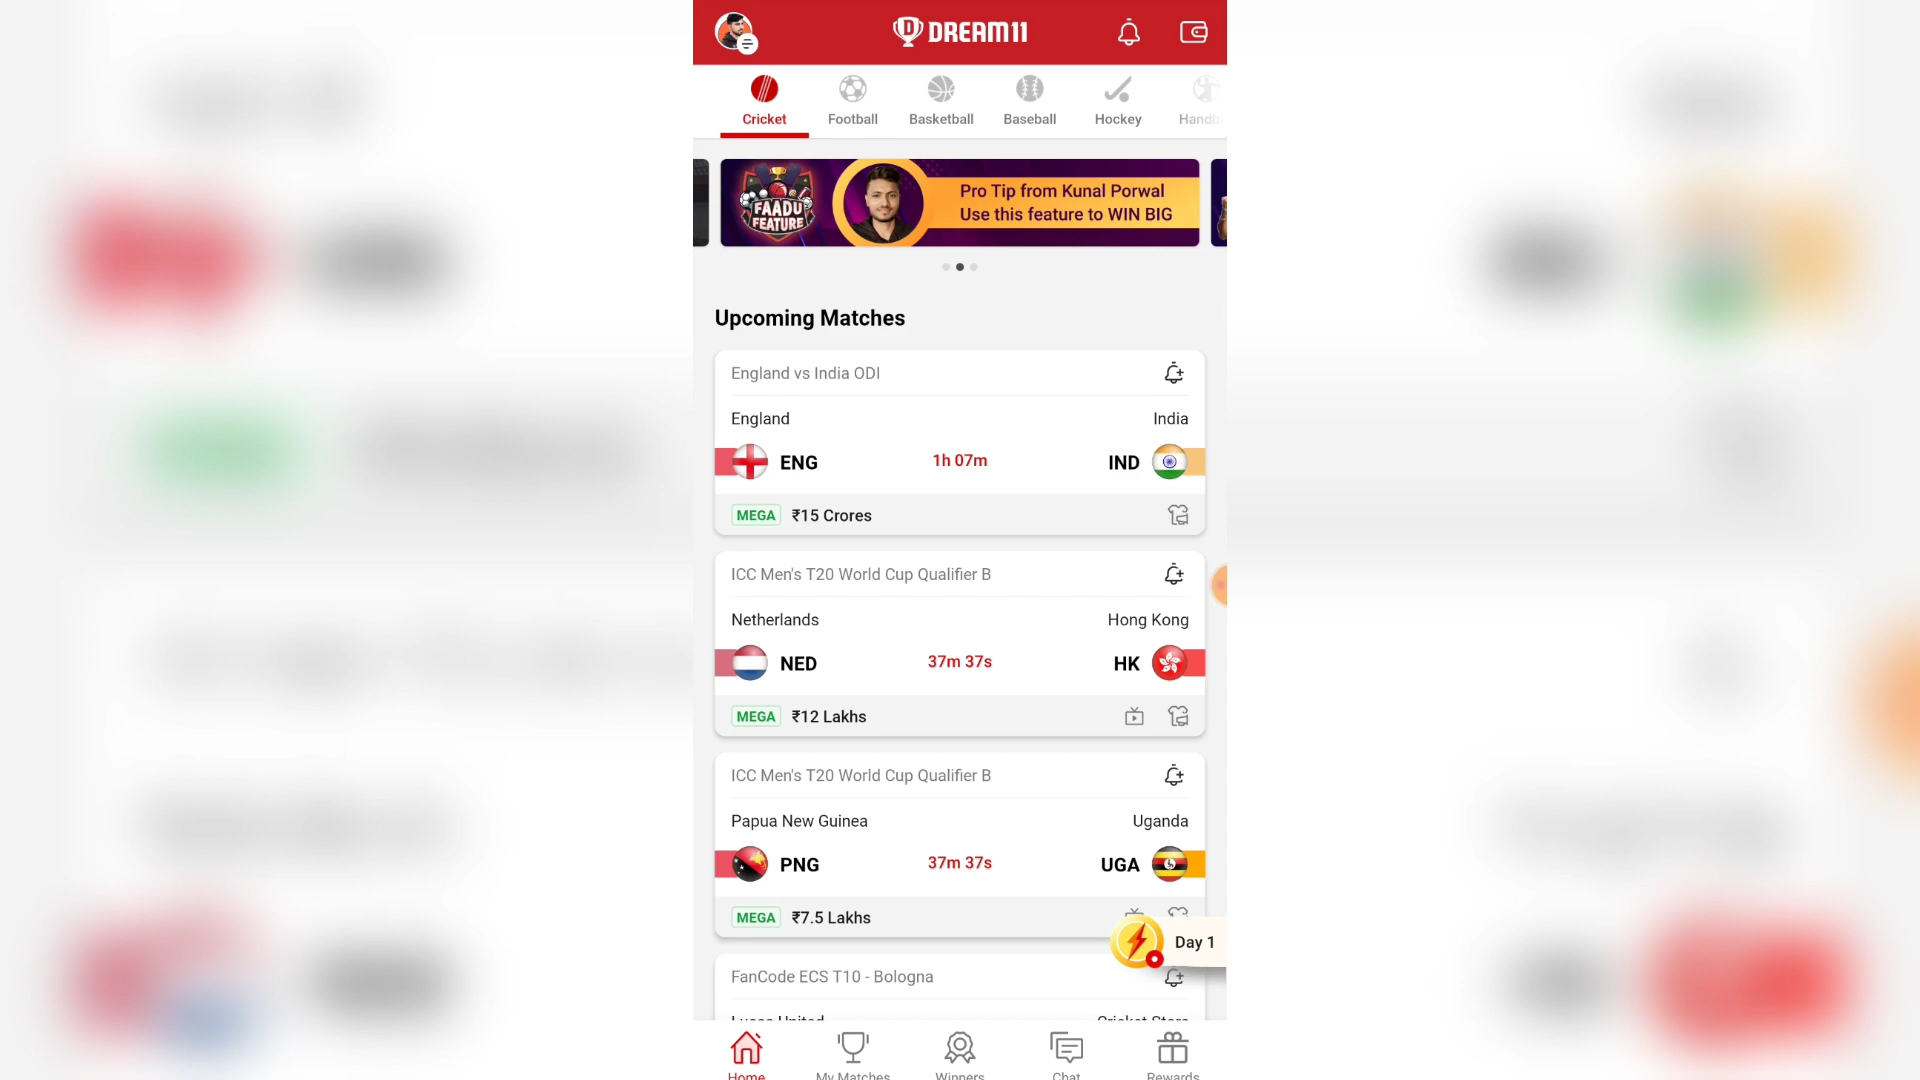 DREAM11
Cricket
Football
Basketball
Baseball
Hockey
FAADU
FEATURE
Pro Tip from Kunal Porwal
Use this feature to WIN BIG
Upcoming Matches
England vs India ODI
England
India
ENG
1h 07m
IND
MEGA ₹15 Crores
ICC Men's T20 World Cup Qualifier B
Netherlands
Hong Kong
NED
37m 37s
HK
MEGA ₹12 Lakhs
ICC Men's T20 World Cup Qualifier B
Papua New Guinea
Uganda
PNG
37m 37s
UGA
MEGA ₹7.5 Lakhs
Day 1
FanCode ECS T10 - Bologna
Home
My Matches
Winners
Chat
Rewards